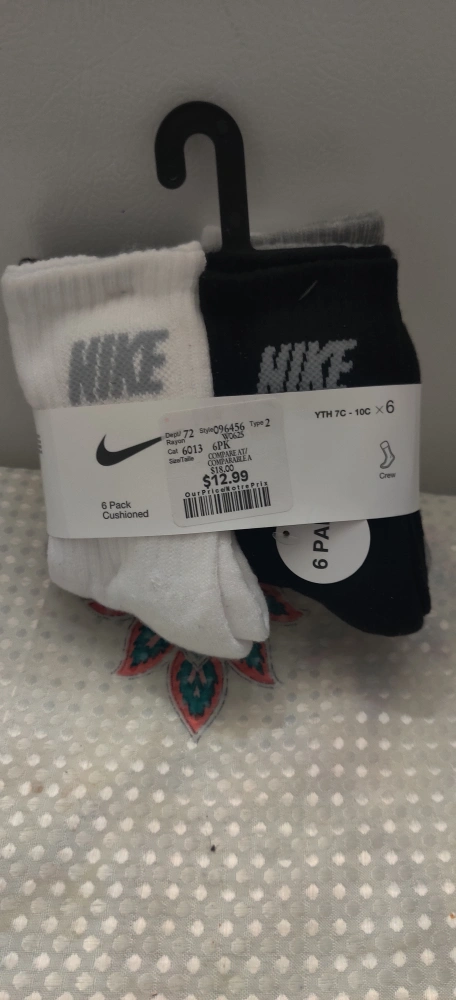 NIKE
NIKE
YTH 7C - 10C ×6
Crew
6 Pack
Cushioned
Dept/ 72 Style 096456 Type 2
Rayon W0625
Cat 6013 6PK
Size/Taille COMPARE AT/
COMPARABLE A
$18.00
$12.99
OurPrice/NotrePrix
6 PA